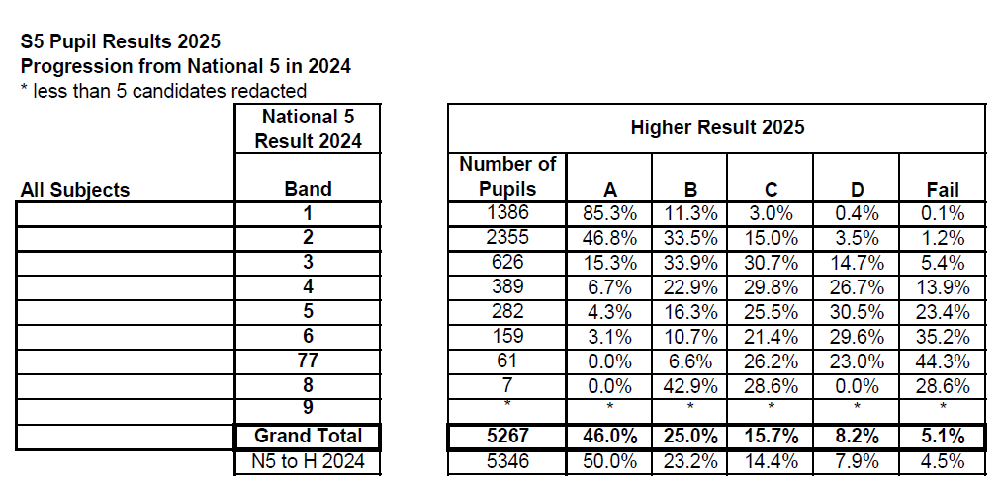 S5 Pupil Results 2025
Progression from National 5 in 2024
* less than 5 candidates redacted
National 5
Result 2024
Higher Result 2025
All Subjects Band Number of
Pupils A B C D Fail
1 1386 85.3% 11.3% 3.0% 0.4% 0.1%
2 2355 46.8% 33.5% 15.0% 3.5% 1.2%
3 626 15.3% 33.9% 30.7% 14.7% 5.4%
4 389 6.7% 22.9% 29.8% 26.7% 13.9%
5 282 4.3% 16.3% 25.5% 30.5% 23.4%
6 159 3.1% 10.7% 21.4% 29.6% 35.2%
77 61 0.0% 6.6% 26.2% 23.0% 44.3%
8 7 0.0% 42.9% 28.6% 0.0% 28.6%
9 * * * * * *
Grand Total 5267 46.0% 25.0% 15.7% 8.2% 5.1%
N5 to H 2024 5346 50.0% 23.2% 14.4% 7.9% 4.5%